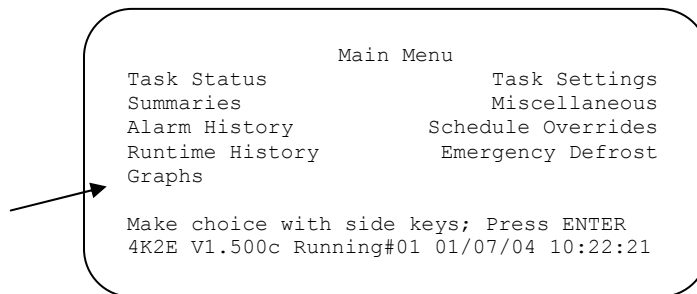 Main Menu
Task Status Task Settings
Summaries Miscellaneous
Alarm History Schedule Overrides
Runtime History Emergency Defrost
Graphs
Make choice with side keys; Press ENTER
4K2E V1.500c Running#01 01/07/04 10:22:21